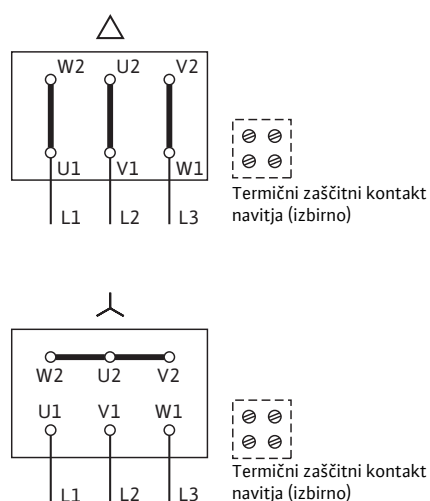 W2 U2 V2
U1 V1 W1
L1 L2 L3
Termični zaščitni kontakt
navitja (izbirno)
W2 U2 V2
U1 V1 W1
L1 L2 L3
Termični zaščitni kontakt
navitja (izbirno)